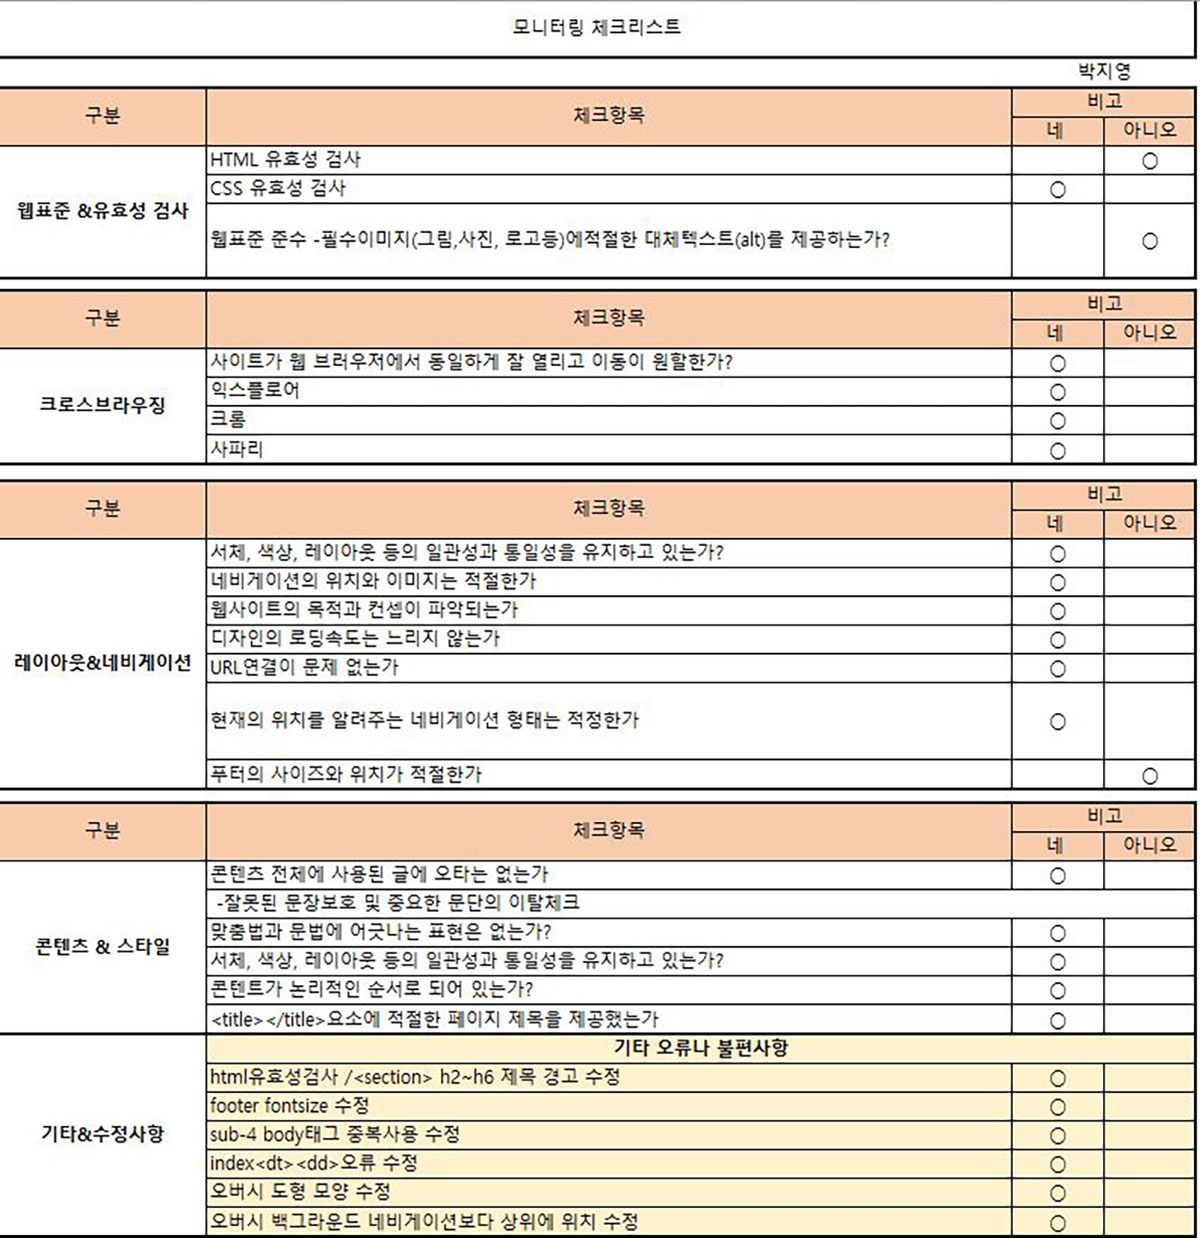 모니터링 체크리스트
박지영
구분 체크항목 비고
네 아니오
웹표준 &유효성 검사
HTML 유효성 검사 ○
CSS 유효성 검사 ○
웹표준 준수 -필수이미지(그림,사진, 로고등)에적절한 대체텍스트(alt)를 제공하는가? ○
구분 체크항목 비고
네 아니오
크로스브라우징
사이트가 웹 브러우저에서 동일하게 잘 열리고 이동이 원할한가? ○
익스플로어 ○
크롬 ○
사파리 ○
구분 체크항목 비고
네 아니오
레이아웃&네비게이션
서체, 색상, 레이아웃 등의 일관성과 통일성을 유지하고 있는가? ○
네비게이션의 위치와 이미지는 적절한가 ○
웹사이트의 목적과 컨셉이 파악되는가 ○
디자인의 로딩속도는 느리지 않는가 ○
URL연결이 문제 없는가 ○
현재의 위치를 알려주는 네비게이션 형태는 적정한가 ○
푸터의 사이즈와 위치가 적절한가 ○
구분 체크항목 비고
네 아니오
콘텐츠 & 스타일
콘텐츠 전체에 사용된 글에 오타는 없는가 ○
-잘못된 문장보호 및 중요한 문단의 이탈체크
맞춤법과 문법에 어긋나는 표현은 없는가? ○
서체, 색상, 레이아웃 등의 일관성과 통일성을 유지하고 있는가? ○
콘텐트가 논리적인 순서로 되어 있는가? ○
<title></title>요소에 적절한 페이지 제목을 제공했는가 ○
기타&수정사항
기타 오류나 불편사항
html유효성검사 /<section> h2~h6 제목 경고 수정 ○
footer fontsize 수정 ○
sub-4 body태그 중복사용 수정 ○
index<dt><dd>오류 수정 ○
오버시 도형 모양 수정 ○
오버시 백그라운드 네비게이션보다 상위에 위치 수정 ○